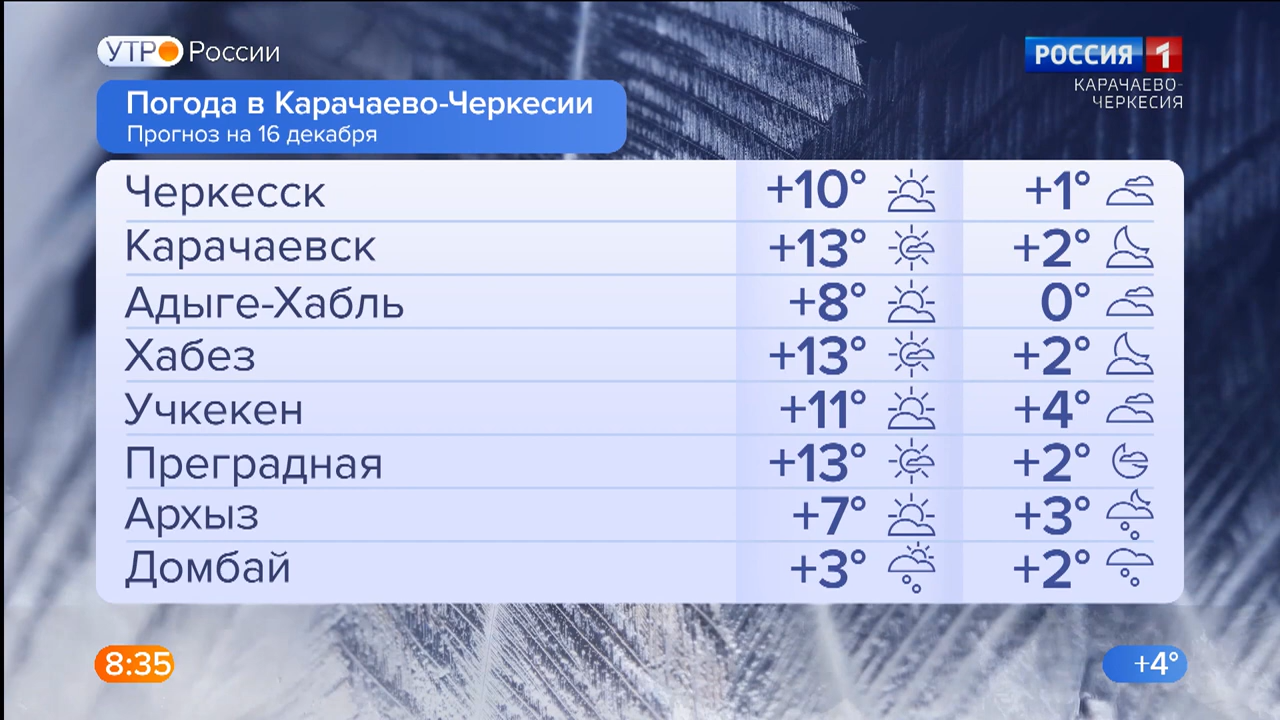 УТРО России
РОССИЯ 1
КАРАЧАЕВО-
ЧЕРКЕСИЯ
Погода в Карачаево-Черкесии
Прогноз на 16 декабря
Черкесск +10° +1°
Карачаевск +13° +2°
Адыге-Хабль +8° 0°
Хабез +13° +2°
Учкекен +11° +4°
Преградная +13° +2°
Архыз +7° +3°
Домбай +3° +2°
8:35 +4°